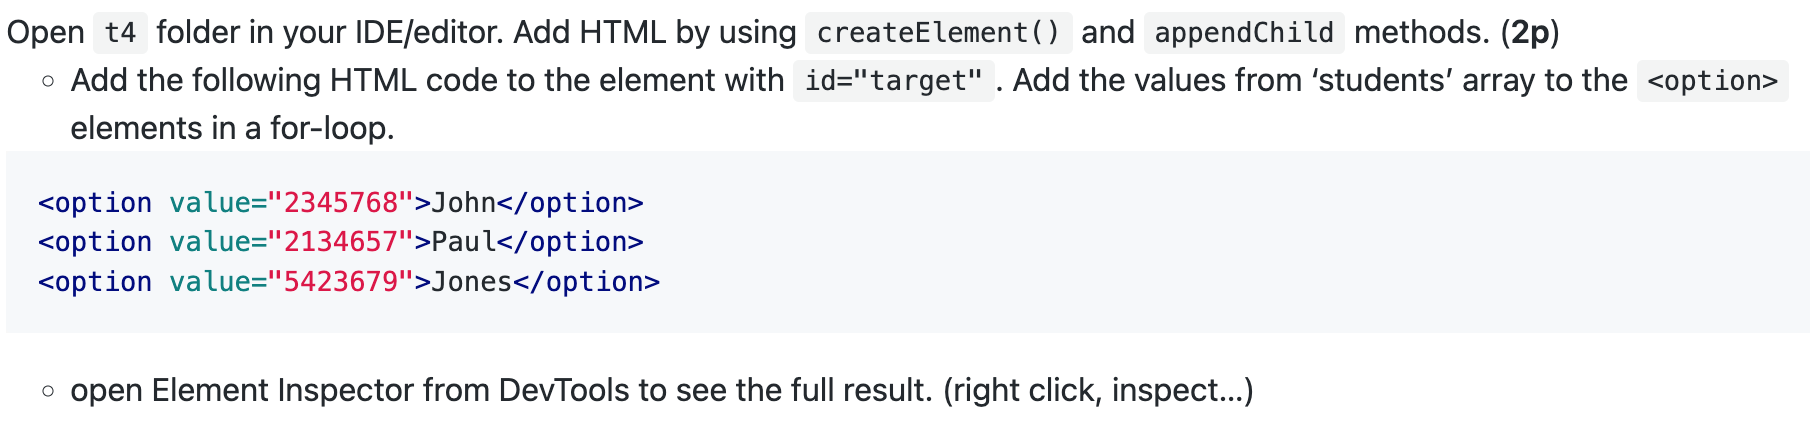 Open t4 folder in your IDE/editor. Add HTML by using createElement() and appendChild methods. (2p)
◦ Add the following HTML code to the element with id="target" . Add the values from ‘students’ array to the <option>
elements in a for-loop.
<option value="2345768">John</option>
<option value="2134657">Paul</option>
<option value="5423679">Jones</option>
◦ open Element Inspector from DevTools to see the full result. (right click, inspect...)